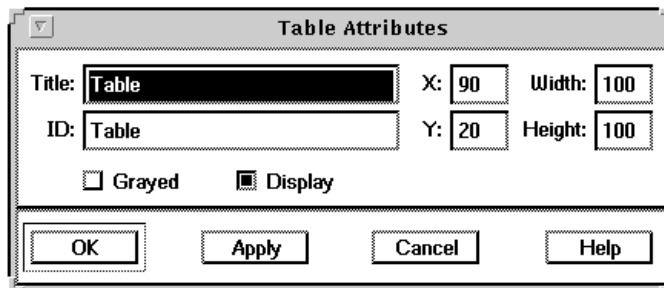 Table Attributes
Title: Table X: 90 Width: 100
ID: Table Y: 20 Height: 100
Grayed Display
OK Apply Cancel Help